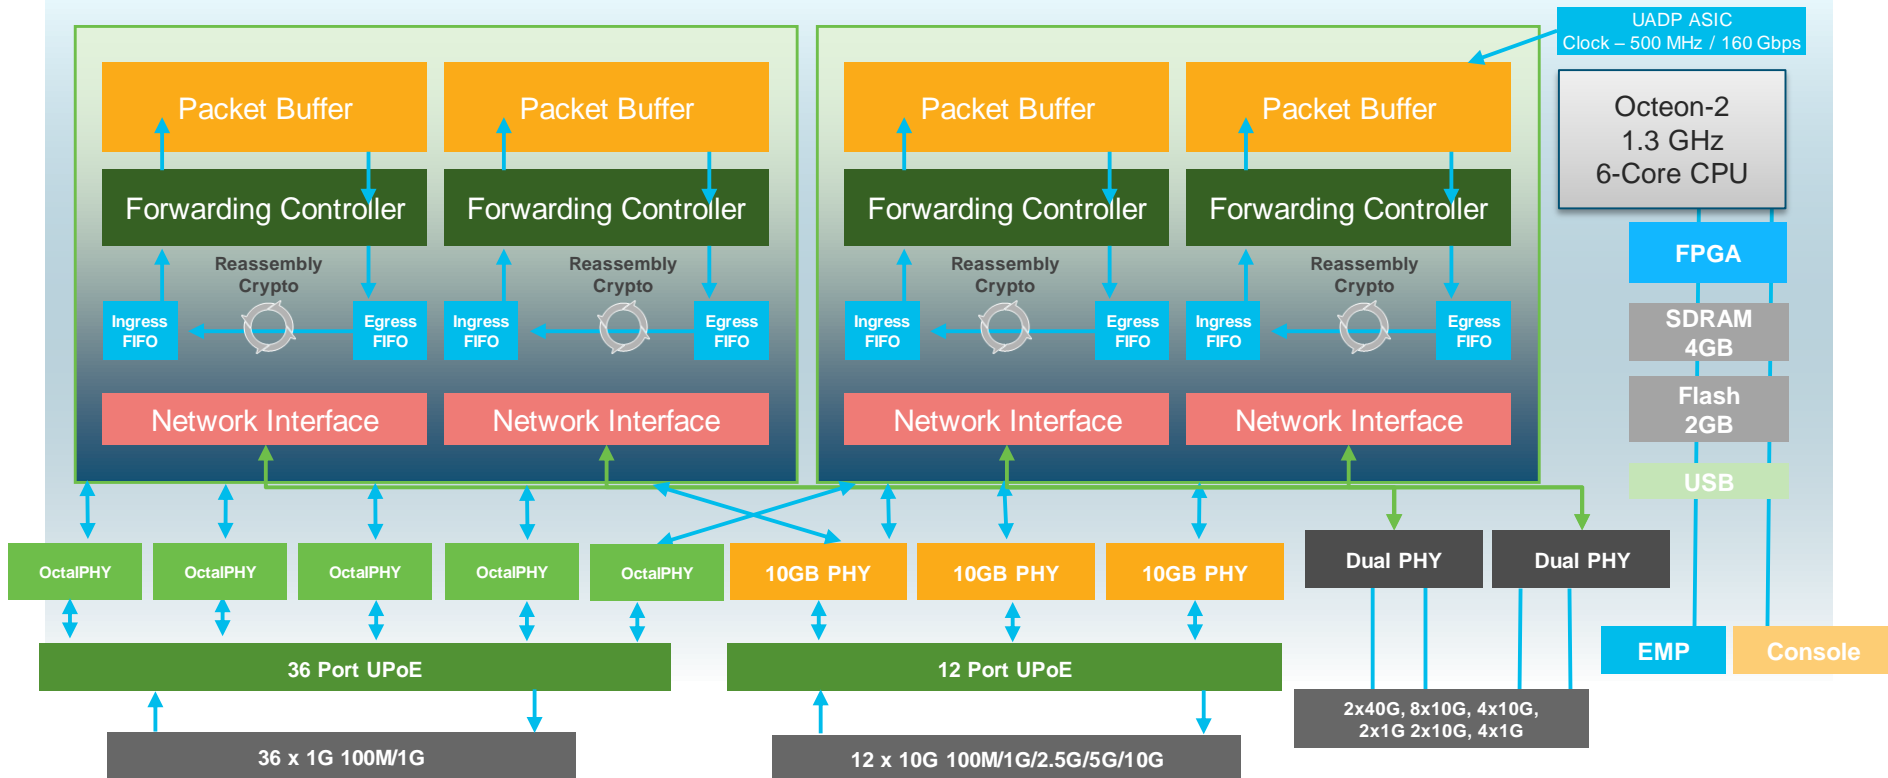 UADP ASIC
Clock – 500 MHz / 160 Gbps
Packet Buffer
Packet Buffer
Packet Buffer
Packet Buffer
Octeon-2
1.3 GHz
6-Core CPU
Forwarding Controller
Forwarding Controller
Forwarding Controller
Forwarding Controller
FPGA
Reassembly
Crypto
Reassembly
Crypto
Reassembly
Crypto
Reassembly
Crypto
Ingress
FIFO
Egress
FIFO
Ingress
FIFO
Egress
FIFO
Ingress
FIFO
Egress
FIFO
Ingress
FIFO
Egress
FIFO
SDRAM
4GB
Flash
2GB
Network Interface
Network Interface
Network Interface
Network Interface
USB
OctalPHY
OctalPHY
OctalPHY
OctalPHY
OctalPHY
10GB PHY
10GB PHY
10GB PHY
Dual PHY
Dual PHY
36 Port UPoE
12 Port UPoE
EMP
Console
2x40G, 8x10G, 4x10G,
2x1G 2x10G, 4x1G
36 x 1G 100M/1G
12 x 10G 100M/1G/2.5G/5G/10G